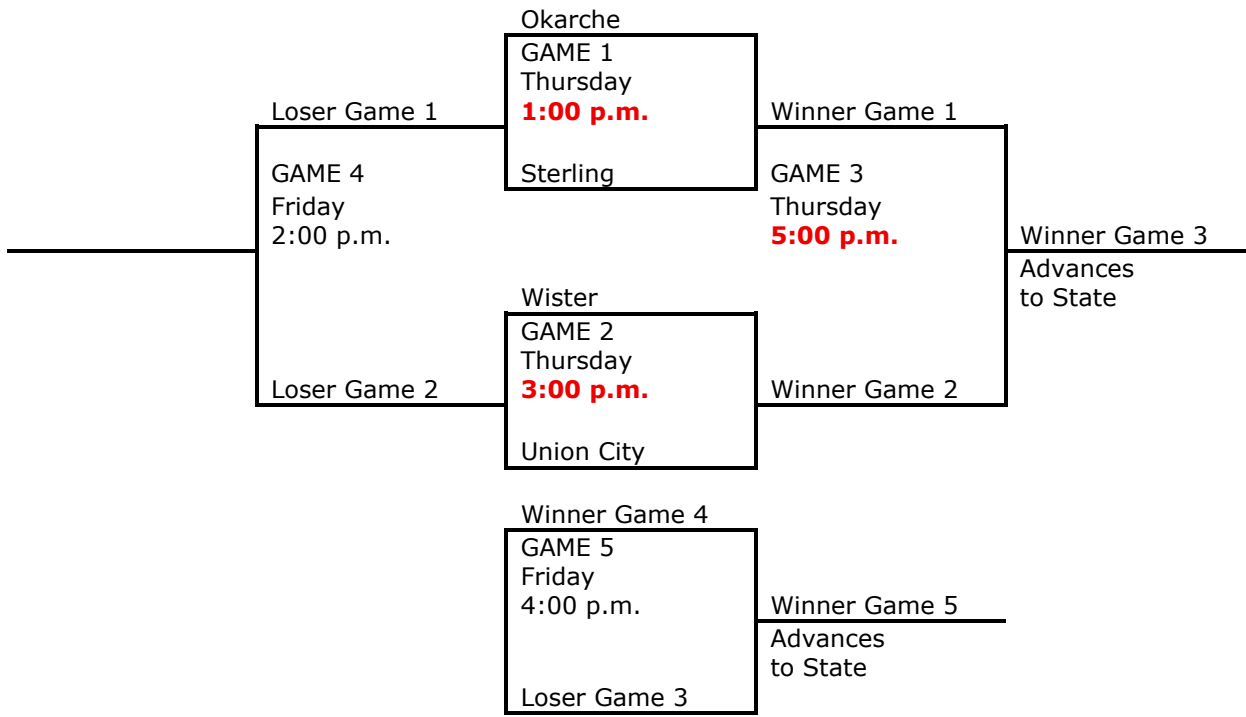 Okarche
GAME 1
Thursday
1:00 p.m.
Sterling
Loser Game 1
Winner Game 1
GAME 4
Friday
2:00 p.m.
GAME 3
Thursday
5:00 p.m.
Winner Game 3
Advances
to State
Wister
GAME 2
Thursday
3:00 p.m.
Union City
Loser Game 2
Winner Game 2
Winner Game 4
GAME 5
Friday
4:00 p.m.
Loser Game 3
Winner Game 5
Advances
to State